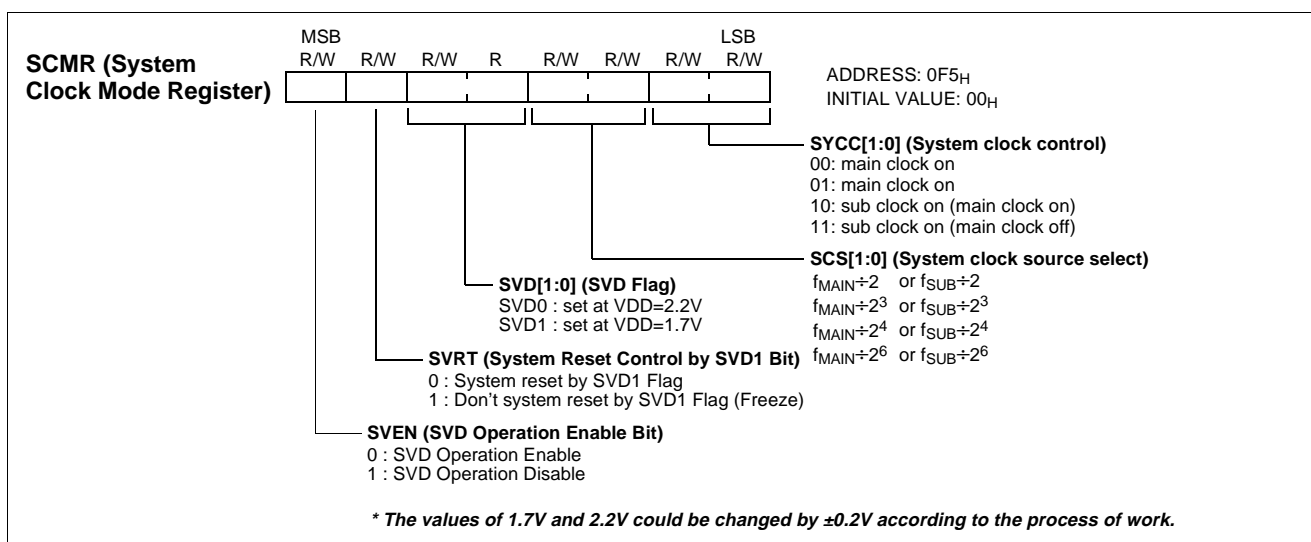 SCMR (System
Clock Mode Register)
MSB LSB
R/W R/W R/W R R/W R/W R/W R/W
ADDRESS: 0F5H
INITIAL VALUE: 00H
SYCC[1:0] (System clock control)
00: main clock on
01: main clock on
10: sub clock on (main clock on)
11: sub clock on (main clock off)
SCS[1:0] (System clock source select)
fMAIN÷2 or fSUB÷2
fMAIN÷2³ or fSUB÷2³
fMAIN÷2⁴ or fSUB÷2⁴
fMAIN÷2⁶ or fSUB÷2⁶
SVD[1:0] (SVD Flag)
SVD0 : set at VDD=2.2V
SVD1 : set at VDD=1.7V
SVRT (System Reset Control by SVD1 Bit)
0 : System reset by SVD1 Flag
1 : Don't system reset by SVD1 Flag (Freeze)
SVEN (SVD Operation Enable Bit)
0 : SVD Operation Enable
1 : SVD Operation Disable
* The values of 1.7V and 2.2V could be changed by ±0.2V according to the process of work.